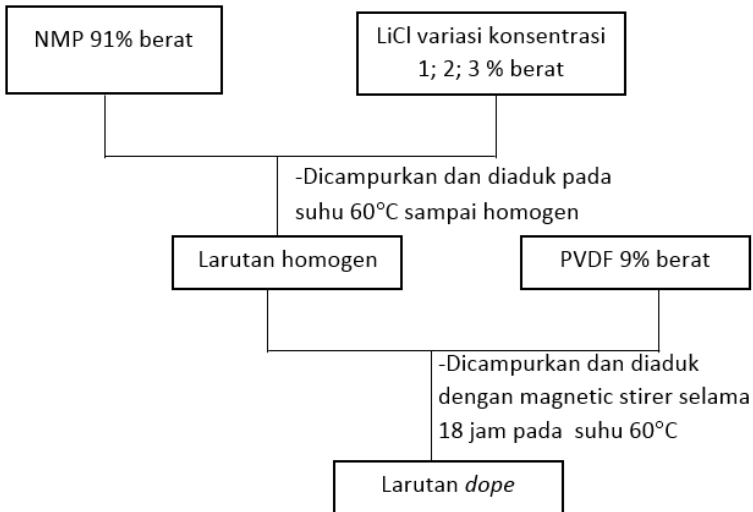 NMP 91% berat
LiCl variasi konsentrasi
1; 2; 3 % berat
-Dicampurkan dan diaduk pada
suhu 60°C sampai homogen
Larutan homogen
PVDF 9% berat
-Dicampurkan dan diaduk
dengan magnetic stirer selama
18 jam pada suhu 60°C
Larutan dope